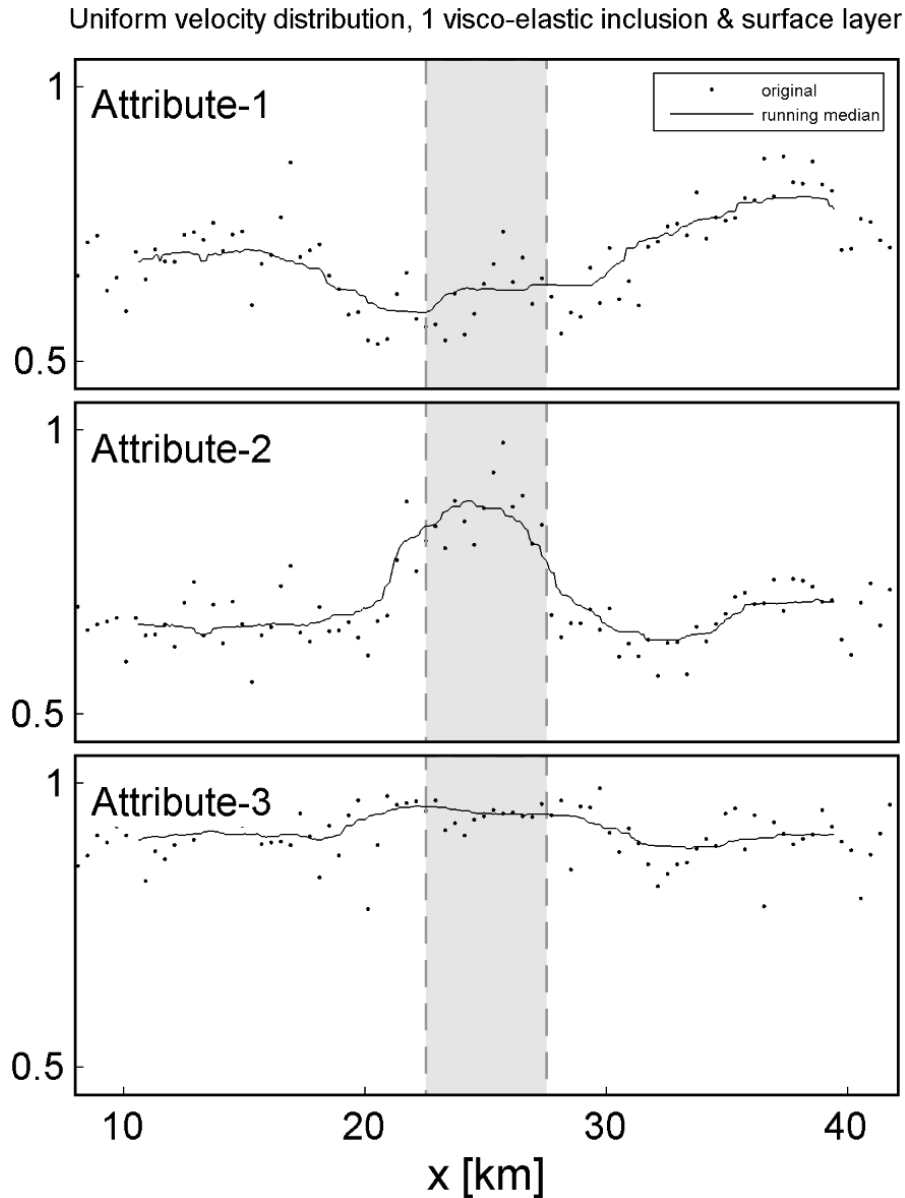 Uniform velocity distribution, 1 visco-elastic inclusion & surface layer
1
Attribute-1
original
running median
0.5
1
Attribute-2
0.5
1
Attribute-3
0.5
10 20 30 40
x [km]